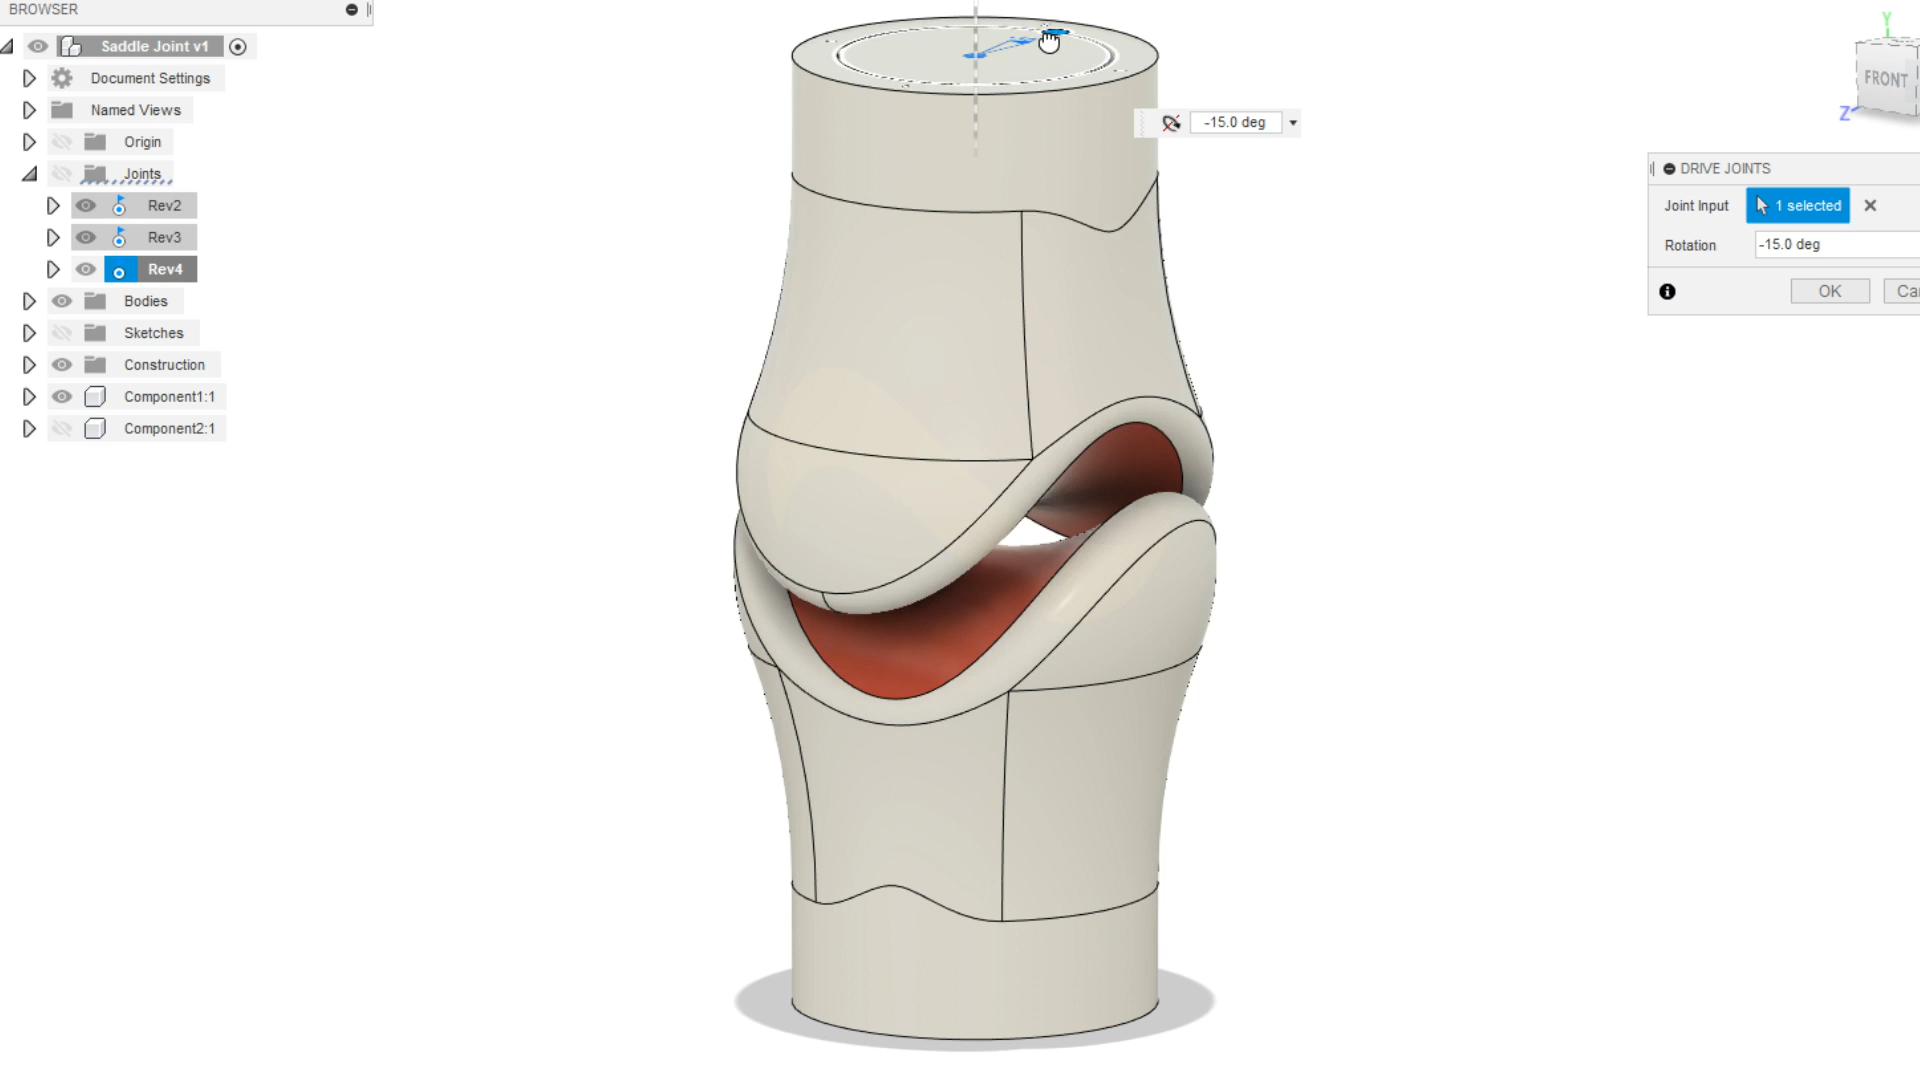 BROWSER
Saddle Joint v1
Document Settings
Named Views
Origin
Joints
Rev2
Rev3
Rev4
Bodies
Sketches
Construction
Component1:1
Component2:1
-15.0 deg
Y
FRONT
Z
DRIVE JOINTS
Joint Input
1 selected
Rotation
-15.0 deg
OK
Car